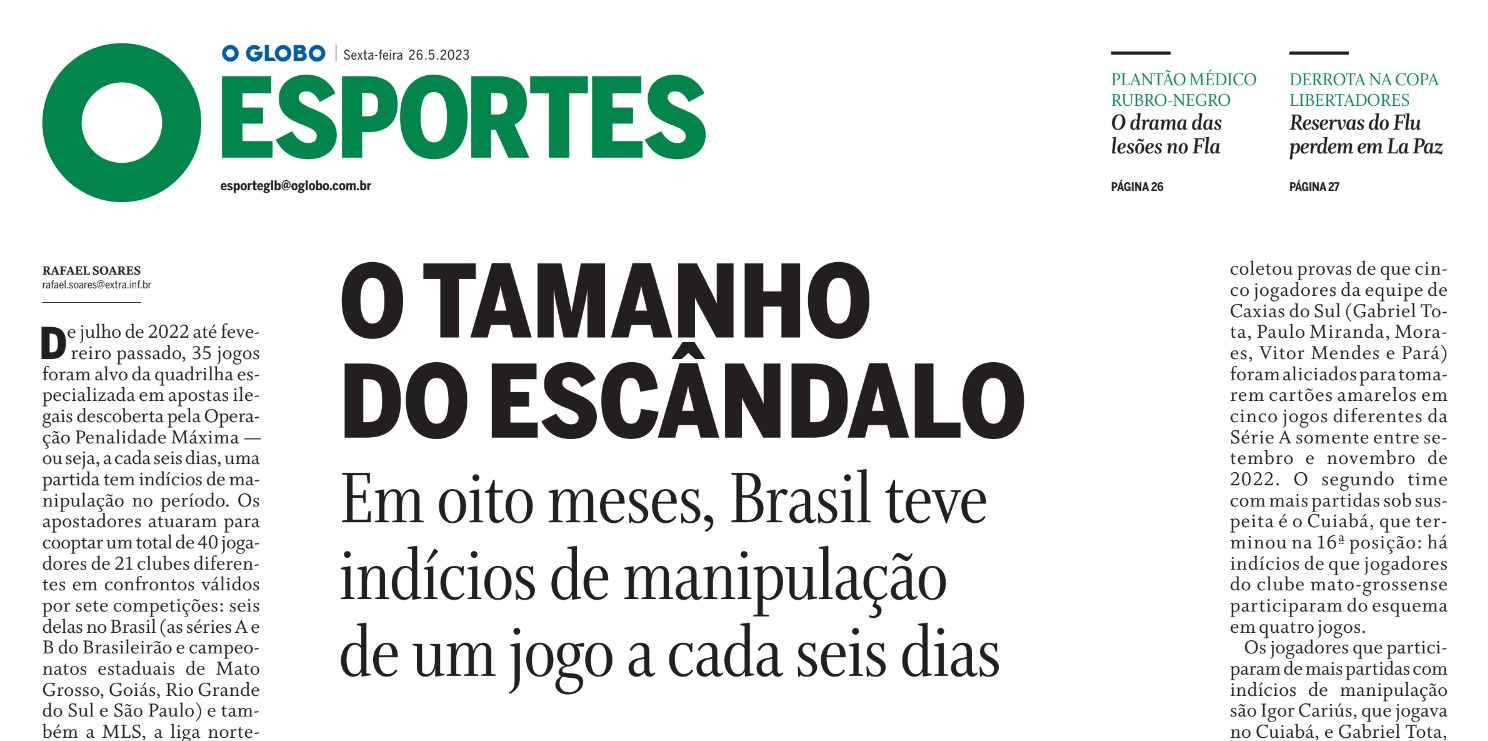 O GLOBO | Sexta-feira 26.5.2023
ESPORTES
esporteglb@oglobo.com.br
PLANTÃO MÉDICO
RUBRO-NEGRO
O drama das
lesões no Fla
PÁGINA 26
DERROTA NA COPA
LIBERTADORES
Reservas do Flu
perdem em La Paz
PÁGINA 27
O TAMANHO
DO ESCÂNDALO
Em oito meses, Brasil teve
indícios de manipulação
de um jogo a cada seis dias
RAFAEL SOARES
rafael.soares@extra.inf.br
De julho de 2022 até feve-
reiro passado, 35 jogos
foram alvo da quadrilha es-
pecializada em apostas ile-
gais descoberta pela Opera-
ção Penalidade Máxima —
ou seja, a cada seis dias, uma
partida tem indícios de ma-
nipulação no período. Os
apostadores atuaram para
cooptar um total de 40 joga-
dores de 21 clubes diferen-
tes em confrontos válidos
por sete competições: seis
delas no Brasil (as séries A e
B do Brasileirão e campeo-
natos estaduais de Mato
Grosso, Goiás, Rio Grande
do Sul e São Paulo) e tam-
bém a MLS, a liga norte-
coletou provas de que cin-
co jogadores da equipe de
Caxias do Sul (Gabriel To-
ta, Paulo Miranda, Mora-
es, Vitor Mendes e Pará)
foram aliciados para toma-
rem cartões amarelos em
cinco jogos diferentes da
Série A somente entre se-
tembro e novembro de
2022. O segundo time
com mais partidas sob sus-
peita é o Cuiabá, que ter-
minou na 16ª posição: há
indícios de que jogadores
do clube mato-grossense
participaram do esquema
em quatro jogos.
Os jogadores que partici-
param de mais partidas com
indícios de manipulação
são Igor Cariús, que jogava
no Cuiabá, e Gabriel Tota,